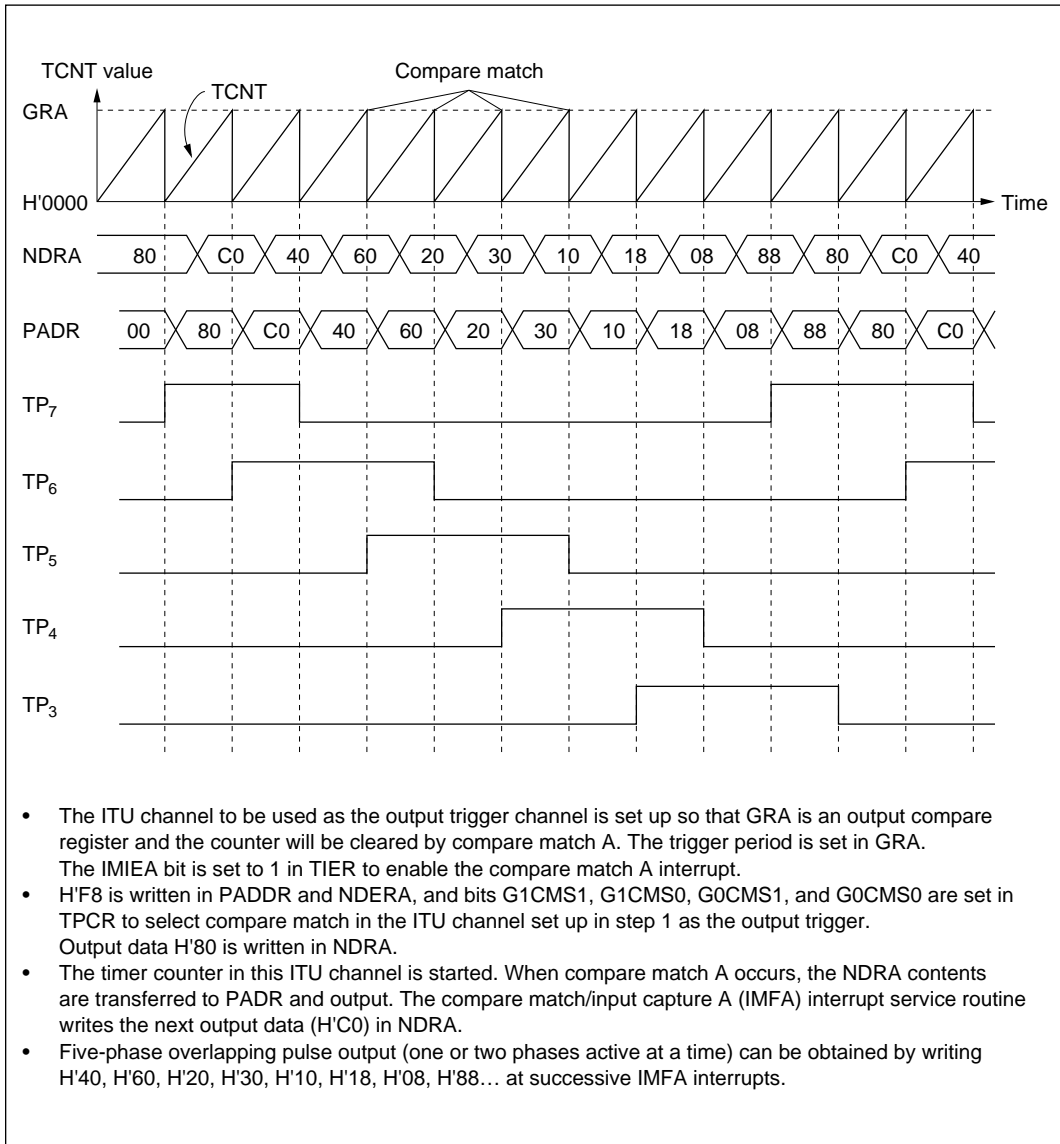 TCNT value
Compare match
TCNT
GRA
H'0000
Time
NDRA 80 C0 40 60 20 30 10 18 08 88 80 C0 40
PADR 00 80 C0 40 60 20 30 10 18 08 88 80 C0
TP7
TP6
TP5
TP4
TP3
• The ITU channel to be used as the output trigger channel is set up so that GRA is an output compare
register and the counter will be cleared by compare match A. The trigger period is set in GRA.
The IMIEA bit is set to 1 in TIER to enable the compare match A interrupt.
• H'F8 is written in PADDR and NDERA, and bits G1CMS1, G1CMS0, G0CMS1, and G0CMS0 are set in
TPCR to select compare match in the ITU channel set up in step 1 as the output trigger.
Output data H'80 is written in NDRA.
• The timer counter in this ITU channel is started. When compare match A occurs, the NDRA contents
are transferred to PADR and output. The compare match/input capture A (IMFA) interrupt service routine
writes the next output data (H'C0) in NDRA.
• Five-phase overlapping pulse output (one or two phases active at a time) can be obtained by writing
H'40, H'60, H'20, H'30, H'10, H'18, H'08, H'88… at successive IMFA interrupts.